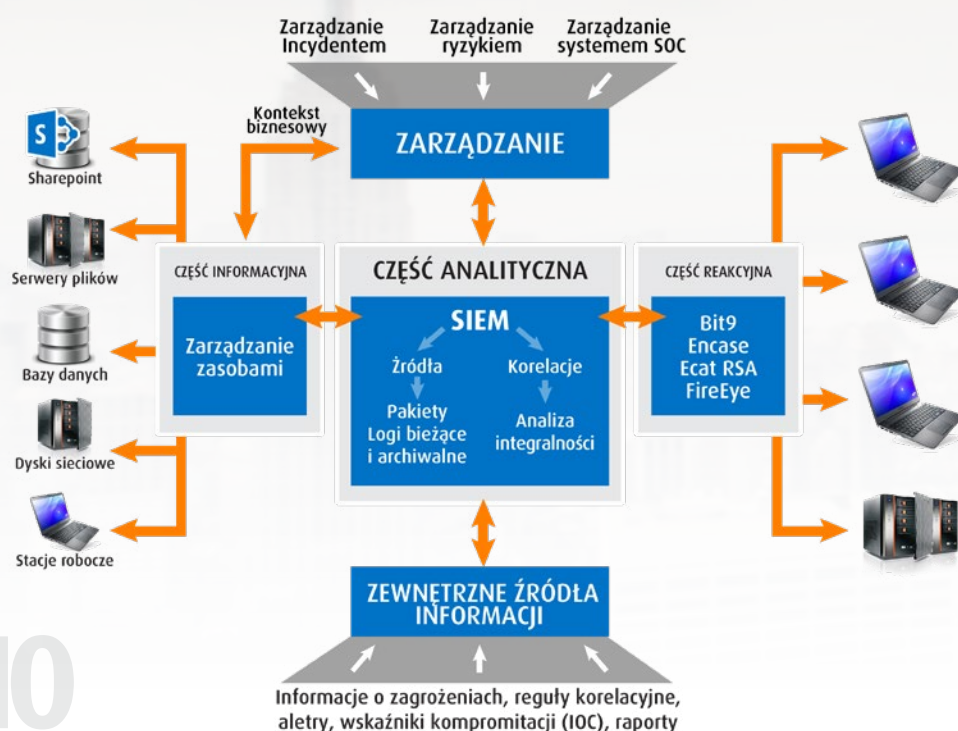 Zarządzanie
Incydentem
Zarządzanie
ryzykiem
Zarządzanie
systemem SOC
Kontekst
biznesowy
ZARZĄDZANIE
S
Sharepoint
Serwery plików
Bazy danych
Dyski sieciowe
Stacje robocze
CZĘŚĆ INFORMACYJNA
Zarządzanie
zasobami
CZĘŚĆ ANALITYCZNA
SIEM
Żródła
Korelacje
Pakiety
Logi bieżące
i archiwalne
Analiza
integralności
CZĘŚĆ REAKCYJNA
Bit9
Encase
Ecat RSA
FireEye
ZEWNĘTRZNE ŹRÓDŁA
INFORMACJI
Informacje o zagrożeniach, reguły korelacyjne,
aletry, wskaźniki kompromitacji (IOC), raporty
10